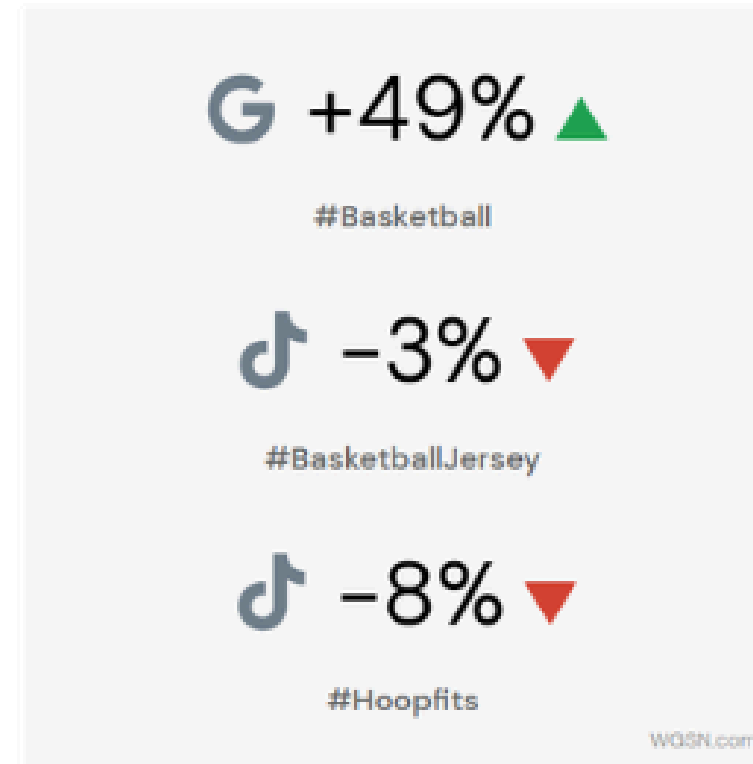 G +49%
#Basketball
-3%
#BasketballJersey
-8%
#Hoopfits
WGSN.com